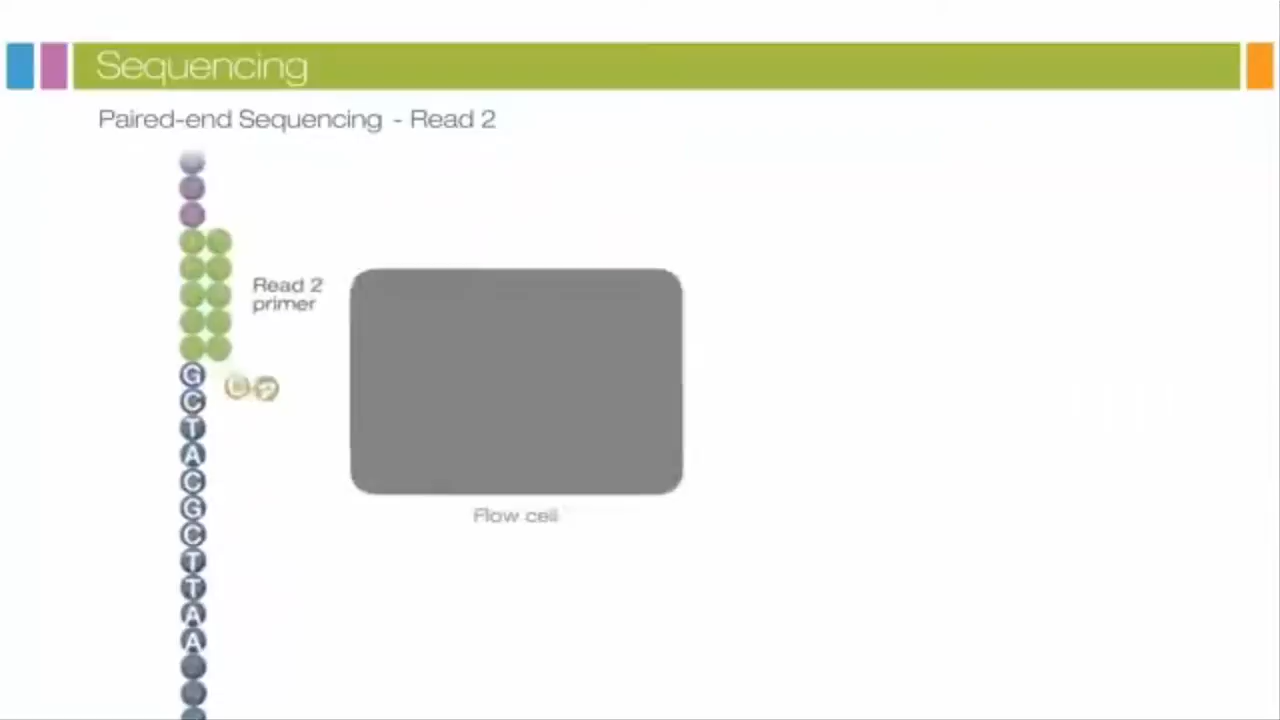 Sequencing
Paired-end Sequencing - Read 2
Read 2
primer
G
C
T
A
C
G
C
T
T
A
A
Flow cell